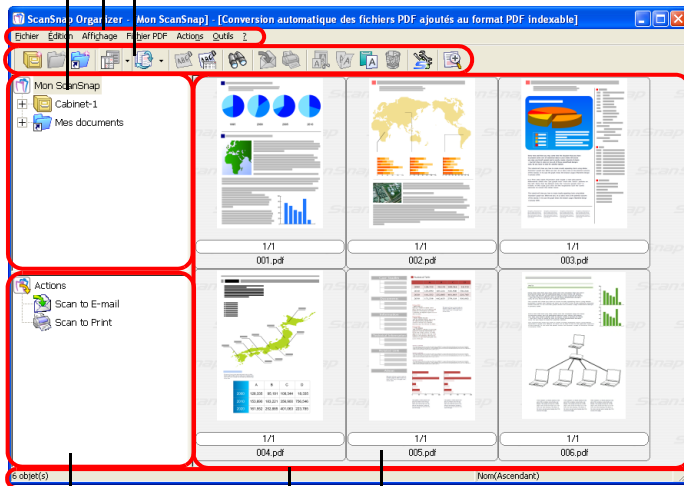 ScanSnap Organizer - [Mon ScanSnap] - [Conversion automatique des fichiers PDF ajoutés au format PDF indexable]
Fichier Édition Affichage Fichier PDF Actions Outils ?
Mon ScanSnap
Cabinet-1
Mes documents
1/1 1/1 1/1
001.pdf 002.pdf 003.pdf
Actions
Scan to E-mail
Scan to Print
A B C D
1/1 1/1 1/1
004.pdf 005.pdf 006.pdf
6 objet(s) Nom(Ascendant)